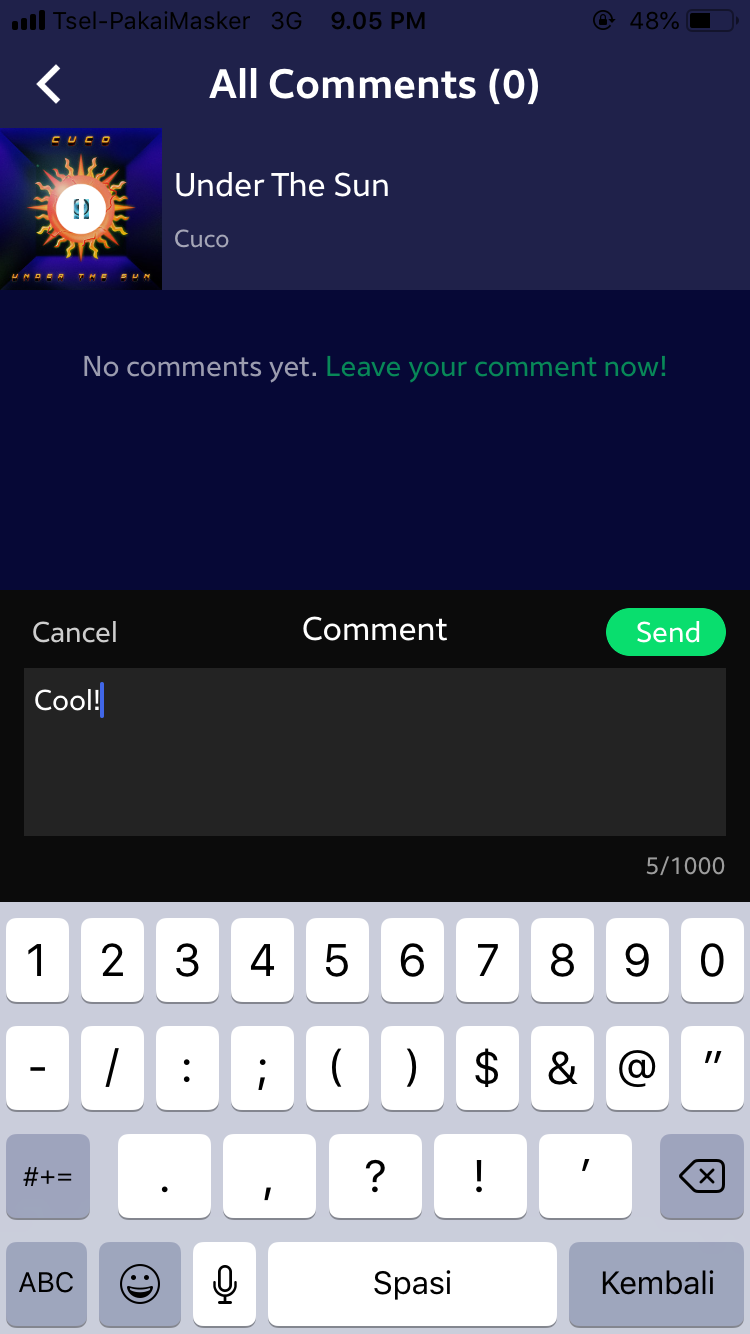 Tsel-PakaiMasker 3G 9.05 PM 48%
All Comments (0)
CUCO
UNDER THE SUN
Under The Sun
Cuco
No comments yet. Leave your comment now!
Cancel Comment Send
Cool!
5/1000
1 2 3 4 5 6 7 8 9 0
- / : ; ( ) $ & @ "
#+= . , ? ! '
ABC Spasi Kembali